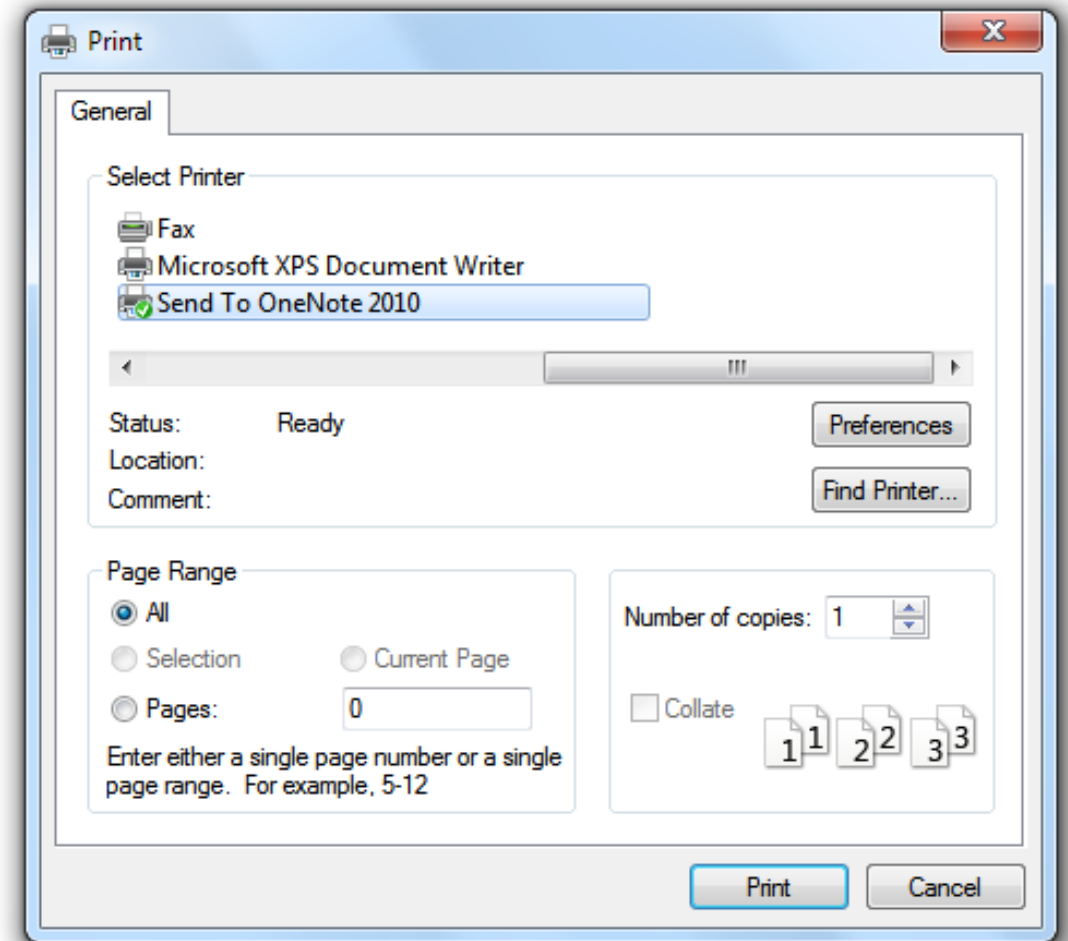 Print
General
Select Printer
Fax
Microsoft XPS Document Writer
Send To OneNote 2010
Status: Ready
Preferences
Location:
Find Printer...
Comment:
Page Range
All
Selection Current Page
Pages: 0
Enter either a single page number or a single
page range. For example, 5-12
Number of copies: 1
Collate
1 1 2 2 3 3
Print Cancel